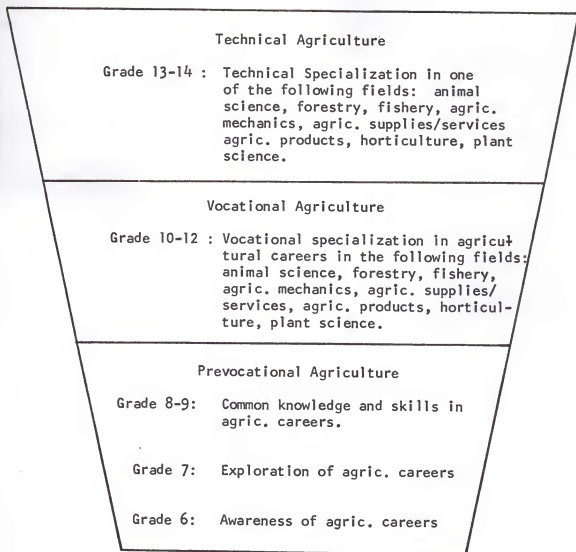 Technical Agriculture
Grade 13-14 : Technical Specialization in one
of the following fields: animal
science, forestry, fishery, agric.
mechanics, agric. supplies/services
agric. products, horticulture, plant
science.
Vocational Agriculture
Grade 10-12 : Vocational specialization in agricul-
tural careers in the following fields:
animal science, forestry, fishery,
agric. mechanics, agric. supplies/
services, agric. products, horticul-
ture, plant science.
Prevocational Agriculture
Grade 8-9: Common knowledge and skills in
agric. careers.
Grade 7: Exploration of agric. careers
Grade 6: Awareness of agric. careers